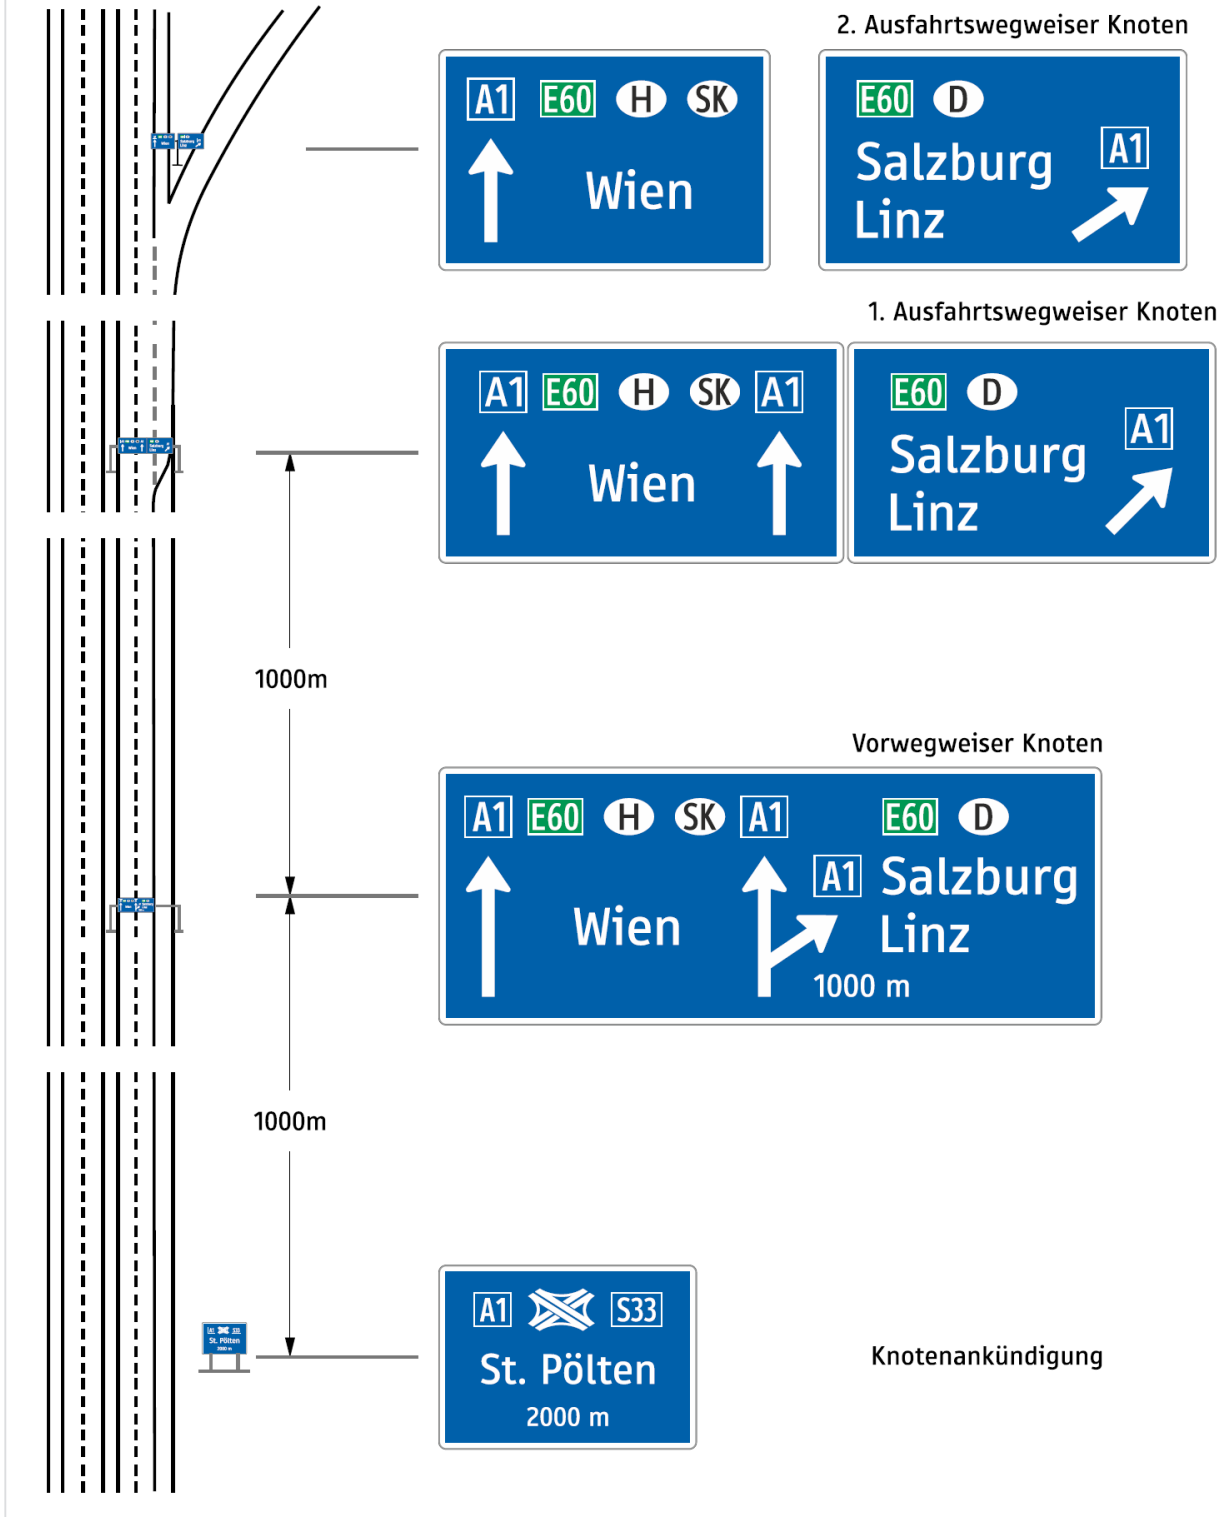 2. Ausfahrtswegweiser Knoten
A1 E60 H SK
Wien
E60 D
Salzburg A1
Linz
1. Ausfahrtswegweiser Knoten
A1 E60 H SK A1
Wien
E60 D
Salzburg A1
Linz
1000m
Vorwegweiser Knoten
A1 E60 H SK A1 E60 D
A1 Salzburg
Wien Linz
1000 m
1000m
A1 S33
St. Pölten
2000 m
Knotenankündigung